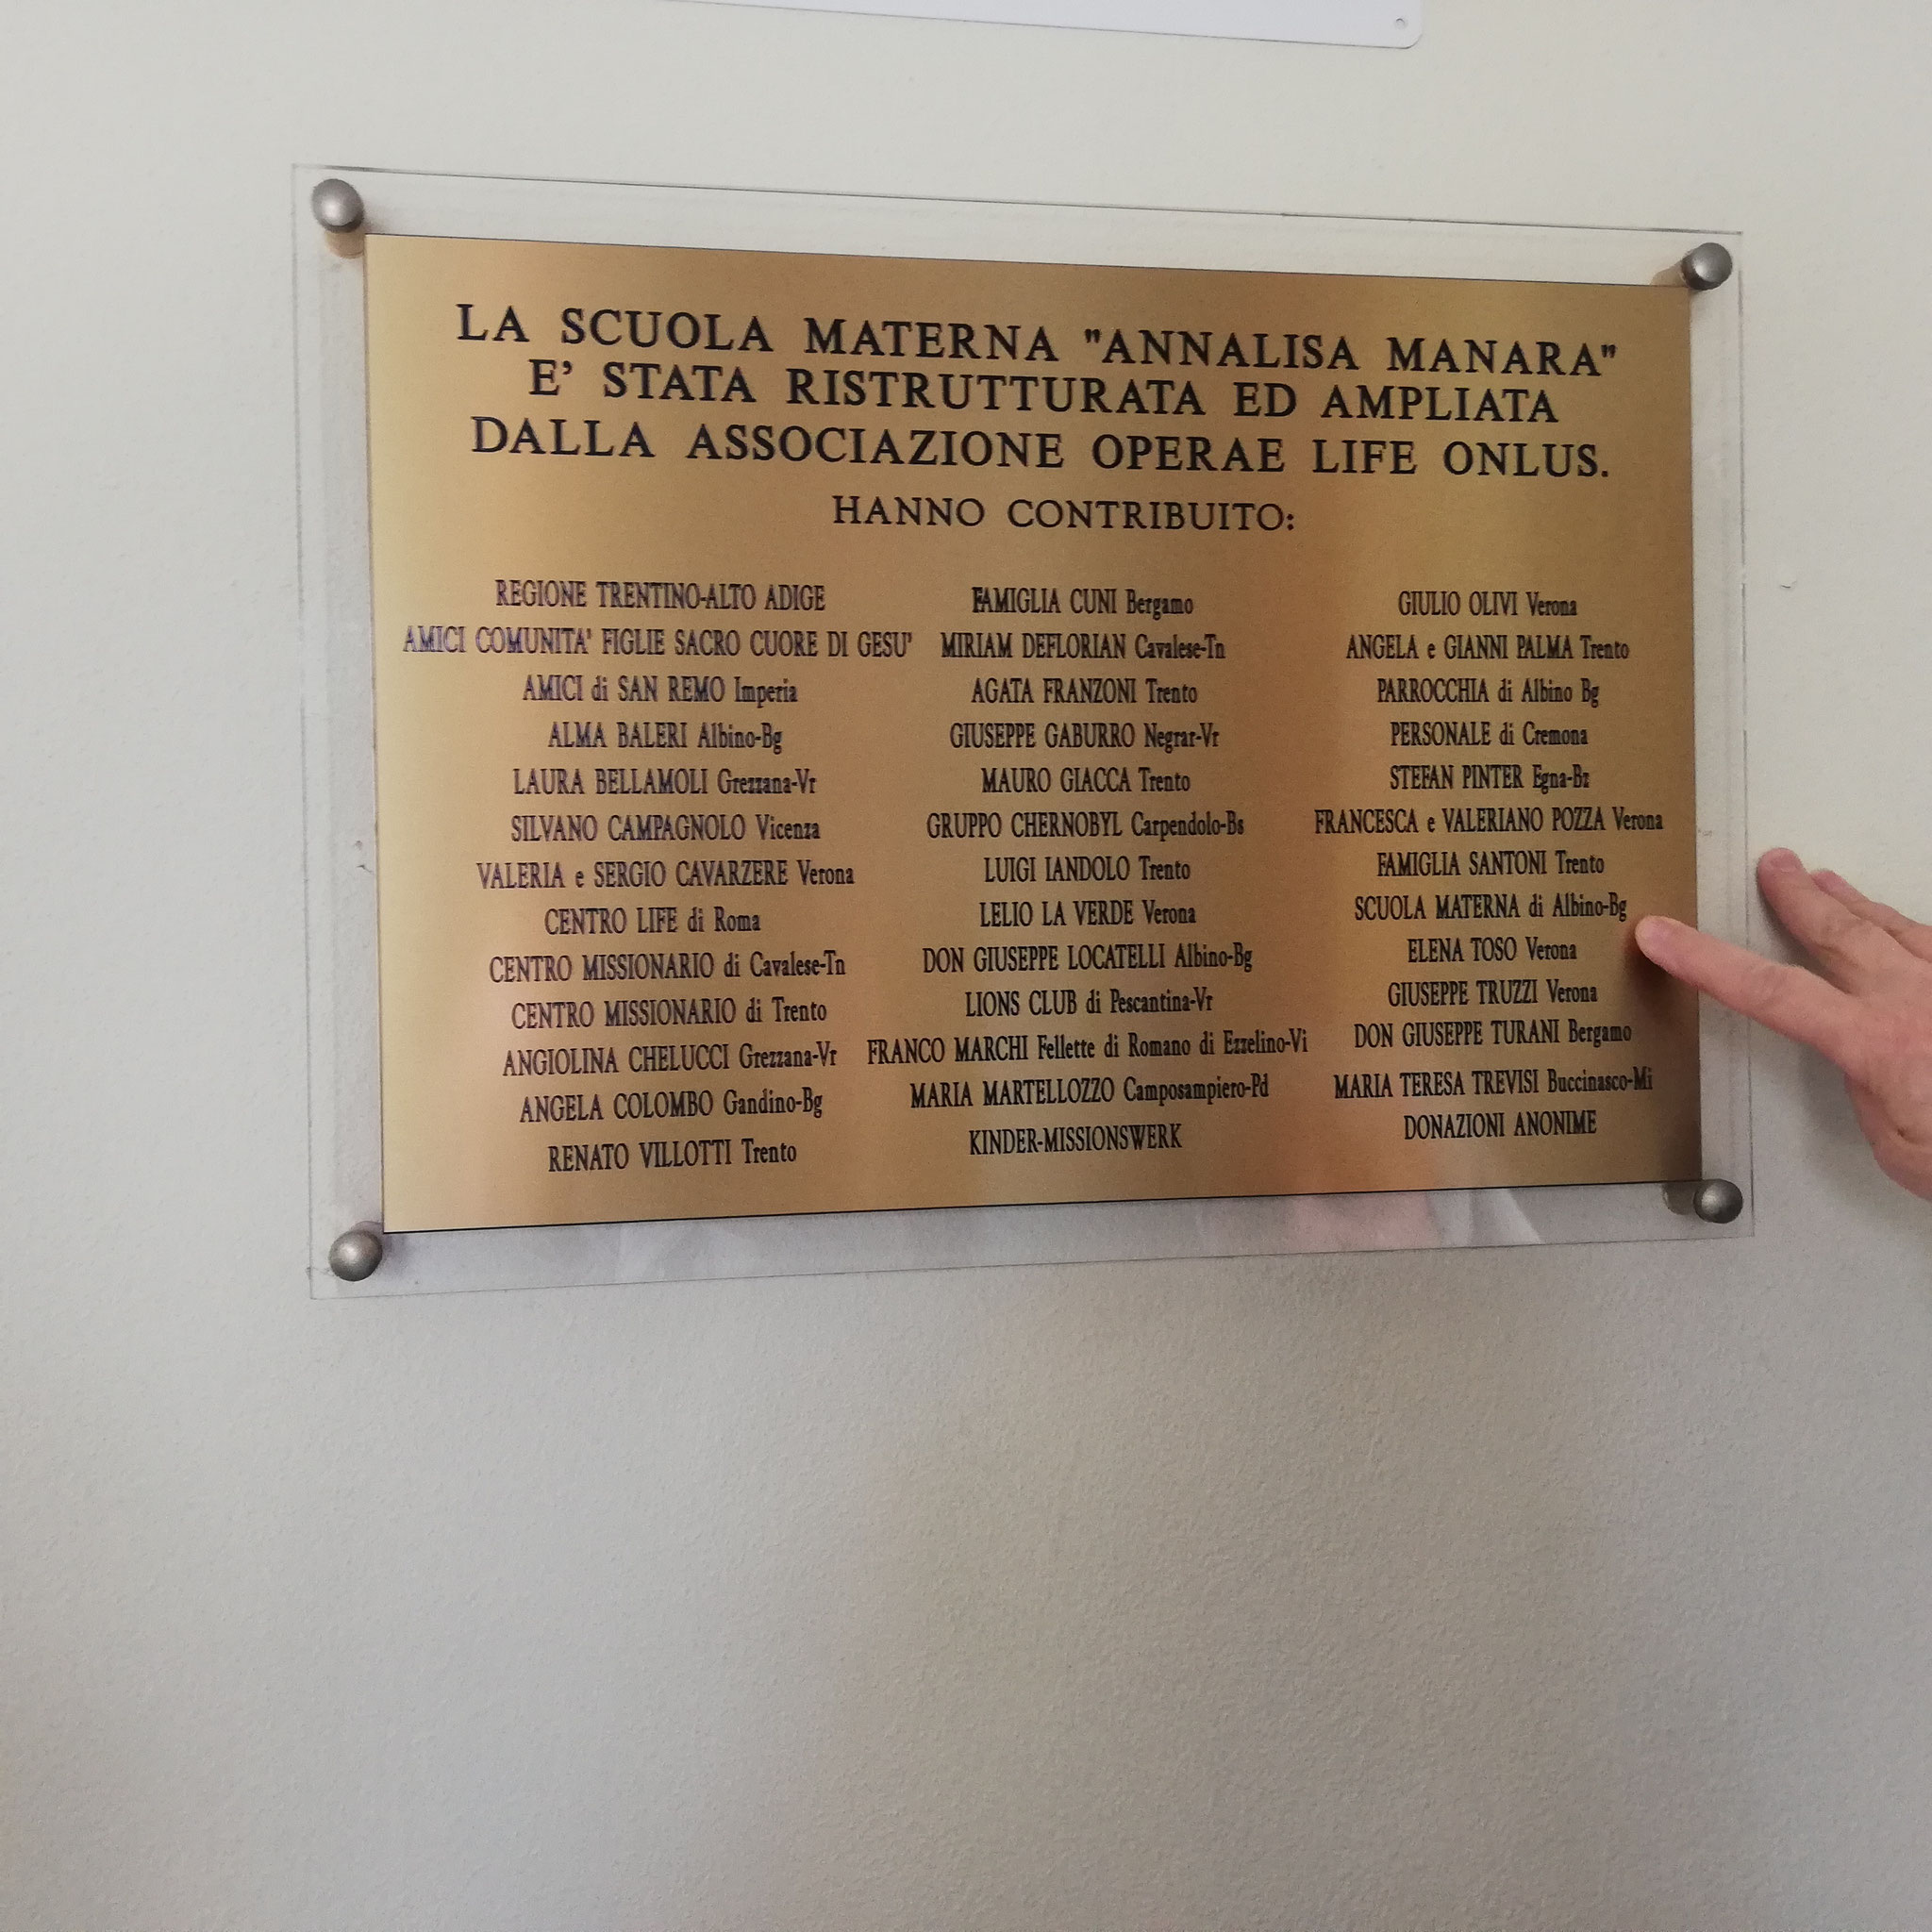 LA SCUOLA MATERNA "ANNALISA MANARA"
E' STATA RISTRUTTURATA ED AMPLIATA
DALLA ASSOCIAZIONE OPERAE LIFE ONLUS.
HANNO CONTRIBUITO:
REGIONE TRENTINO-ALTO ADIGE
AMICI COMUNITA' FIGLIE SACRO CUORE DI GESU'
AMICI di SAN REMO Imperia
ALMA BALERI Albino-Bg
LAURA BELLAMOLI Grezzana-Vr
SILVANO CAMPAGNOLO Vicenza
VALERIA e SERGIO CAVARZERE Verona
CENTRO LIFE di Roma
CENTRO MISSIONARIO di Cavalese-Tn
CENTRO MISSIONARIO di Trento
ANGIOLINA CHELUCCI Grezzana-Vr
ANGELA COLOMBO Gandino-Bg
RENATO VILLOTTI Trento
FAMIGLIA CUNI Bergamo
MIRIAM DEFLORIAN Cavalese-Tn
AGATA FRANZONI Trento
GIUSEPPE GABURRO Negrar-Vr
MAURO GIACCA Trento
GRUPPO CHERNOBYL Carpendolo-Bs
LUIGI IANDOLO Trento
LELIO LA VERDE Verona
DON GIUSEPPE LOCATELLI Albino-Bg
LIONS CLUB di Pescantina-Vr
FRANCO MARCHI Fellette di Romano di Ezzelino-Vi
MARIA MARTELLOZZO Camposampiero-Pd
KINDER-MISSIONSWERK
GIULIO OLIVI Verona
ANGELA e GIANNI PALMA Trento
PARROCCHIA di Albino Bg
PERSONALE di Cremona
STEFAN PINTER Egna-Bz
FRANCESCA e VALERIANO POZZA Verona
FAMIGLIA SANTONI Trento
SCUOLA MATERNA di Albino-Bg
ELENA TOSO Verona
GIUSEPPE TRUZZI Verona
DON GIUSEPPE TURANI Bergamo
MARIA TERESA TREVISI Buccinasco-Mi
DONAZIONI ANONIME